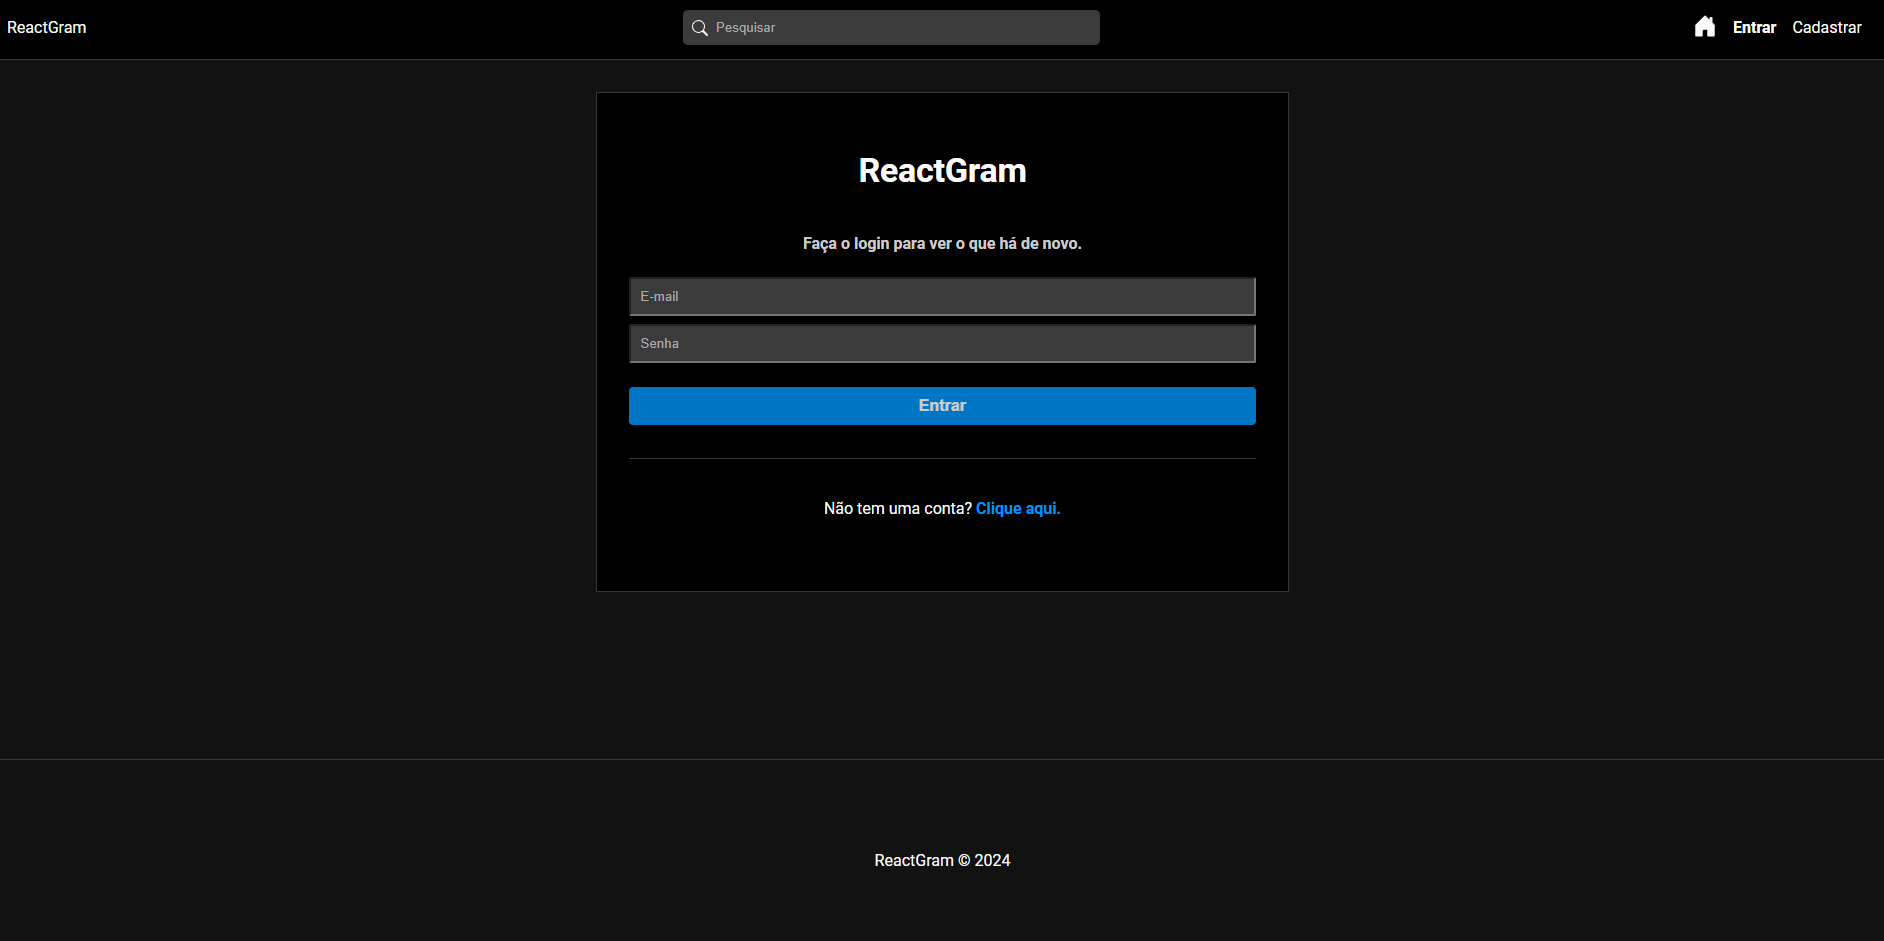 ReactGram
Pesquisar
Entrar
Cadastrar
ReactGram
Faça o login para ver o que há de novo.
E-mail
Senha
Entrar
Não tem uma conta? Clique aqui.
ReactGram © 2024